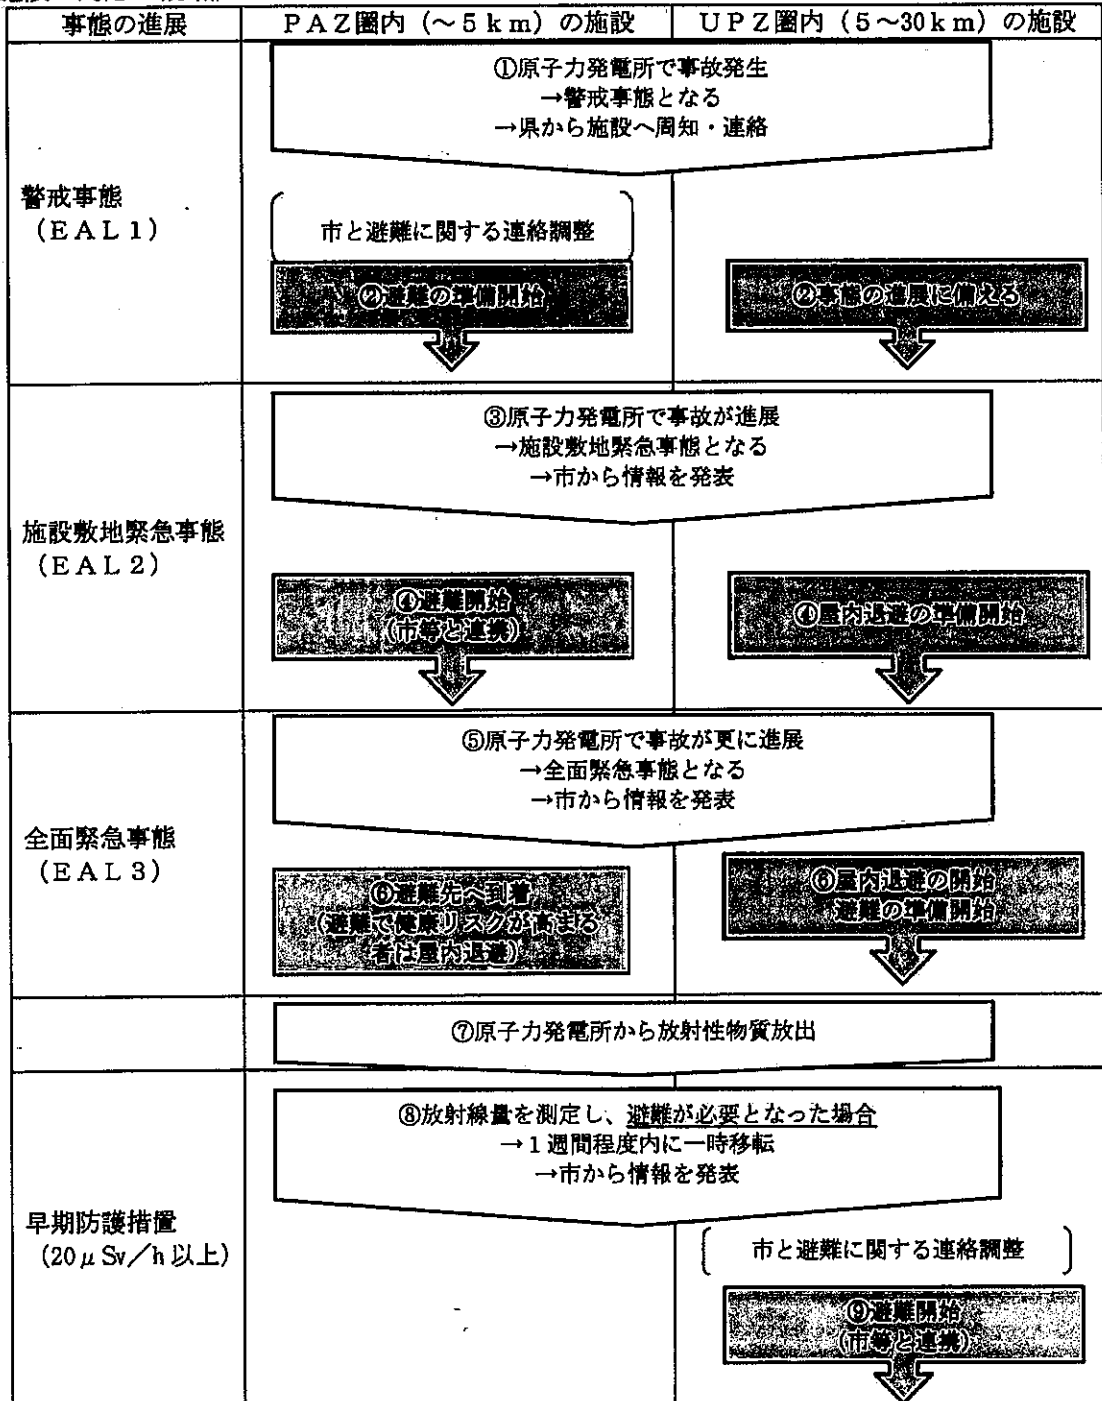 事態の進展
ＰＡＺ圏内（～５ｋｍ）の施設
ＵＰＺ圏内（５～30ｋｍ）の施設
①原子力発電所で事故発生
→警戒事態となる
→県から施設へ周知・連絡
警戒事態
（ＥＡＬ１）
市と避難に関する連絡調整
②避難の準備開始
②事態の進展に備える
③原子力発電所で事故が進展
→施設敷地緊急事態となる
→市から情報を発表
施設敷地緊急事態
（ＥＡＬ２）
④避難開始
（市等と連携）
④屋内退避の準備開始
⑤原子力発電所で事故が更に進展
→全面緊急事態となる
→市から情報を発表
全面緊急事態
（ＥＡＬ３）
⑥避難先へ到着
（避難で健康リスクが高まる
者は屋内退避）
⑥屋内退避の開始
避難の準備開始
⑦原子力発電所から放射性物質放出
⑧放射線量を測定し、避難が必要となった場合
→１週間程度内に一時移転
→市から情報を発表
早期防護措置
（20μSv／h以上）
市と避難に関する連絡調整
⑨避難開始
（市等と連携）